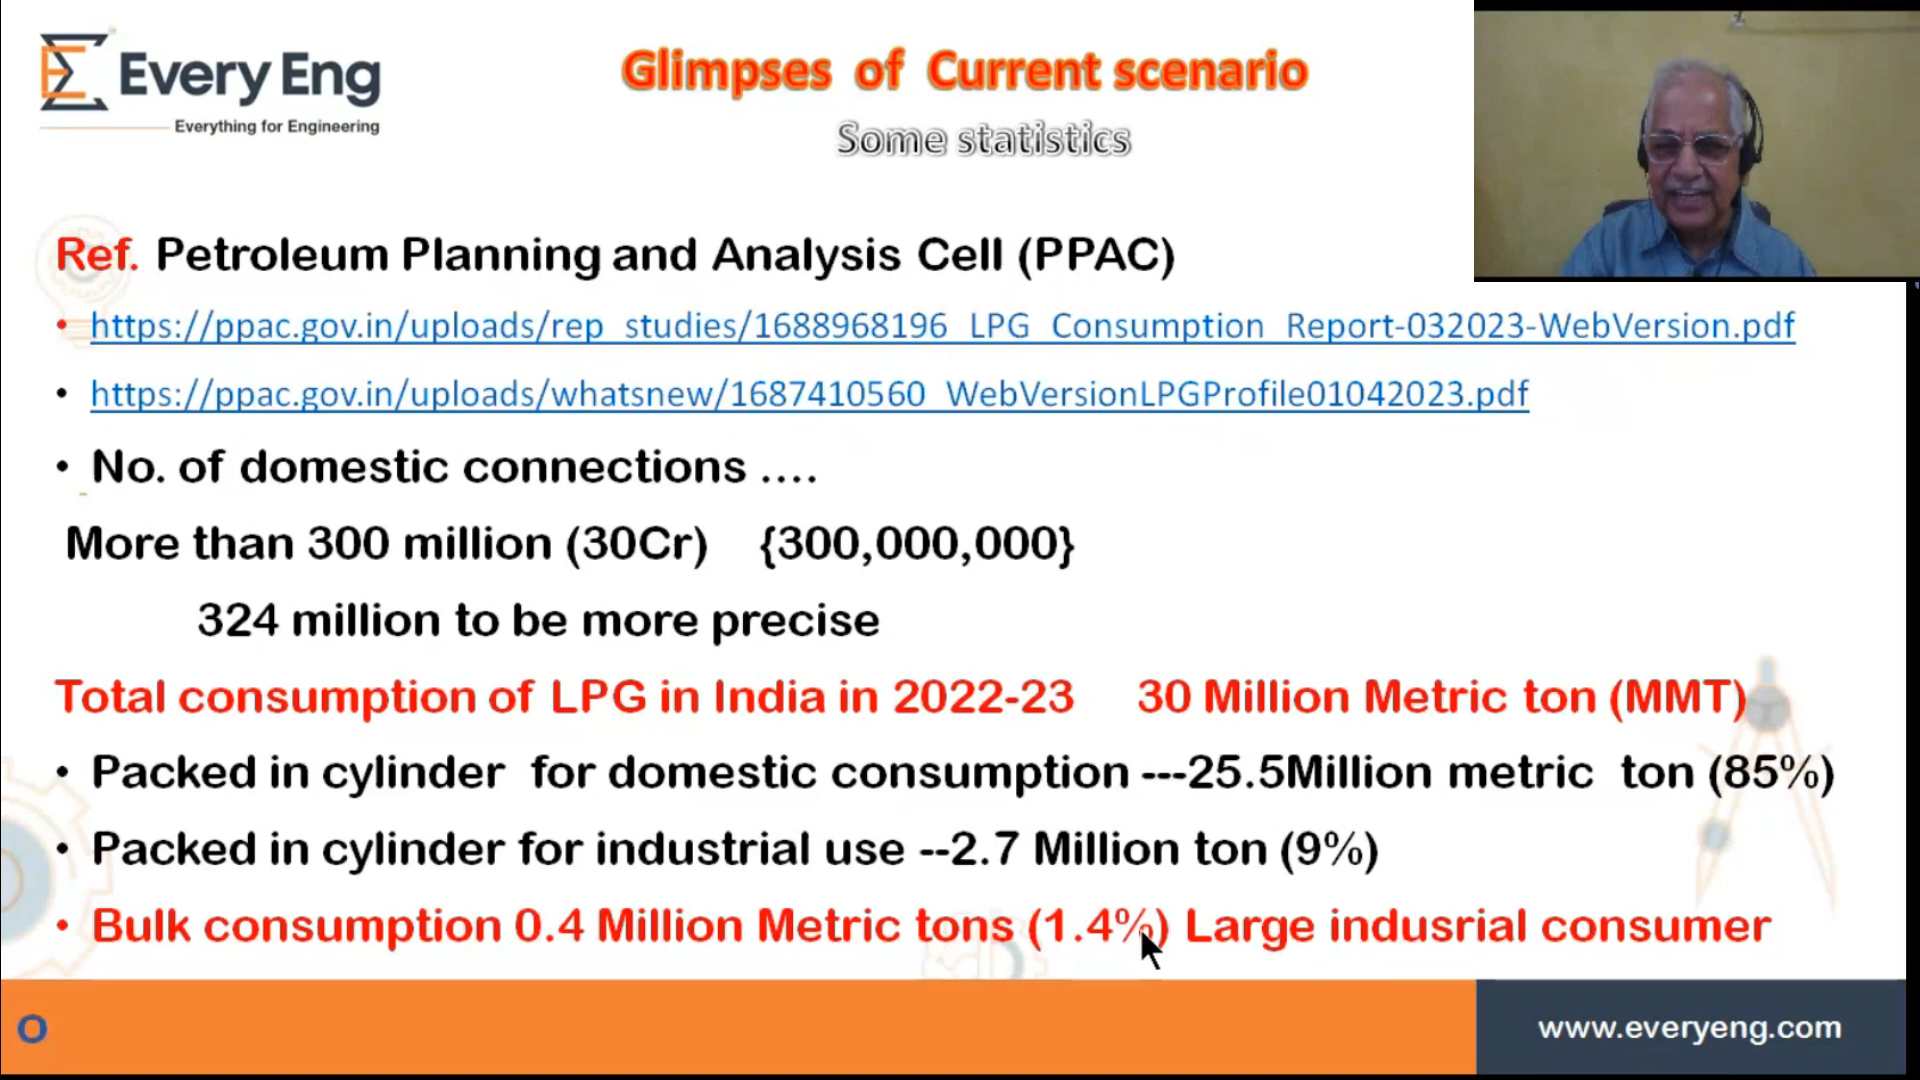 Every Eng
Everything for Engineering
Glimpses of Current scenario
Some statistics
Ref. Petroleum Planning and Analysis Cell (PPAC)
• https://ppac.gov.in/uploads/rep_studies/1688968196_LPG_Consumption_Report-032023-WebVersion.pdf
• https://ppac.gov.in/uploads/whatsnew/1687410560_WebVersionLPGProfile01042023.pdf
• No. of domestic connections ....
More than 300 million (30Cr) {300,000,000}
324 million to be more precise
Total consumption of LPG in India in 2022-23 30 Million Metric ton (MMT)
• Packed in cylinder for domestic consumption ---25.5Million metric ton (85%)
• Packed in cylinder for industrial use --2.7 Million ton (9%)
• Bulk consumption 0.4 Million Metric tons (1.4%) Large indusrial consumer
O
www.everyeng.com